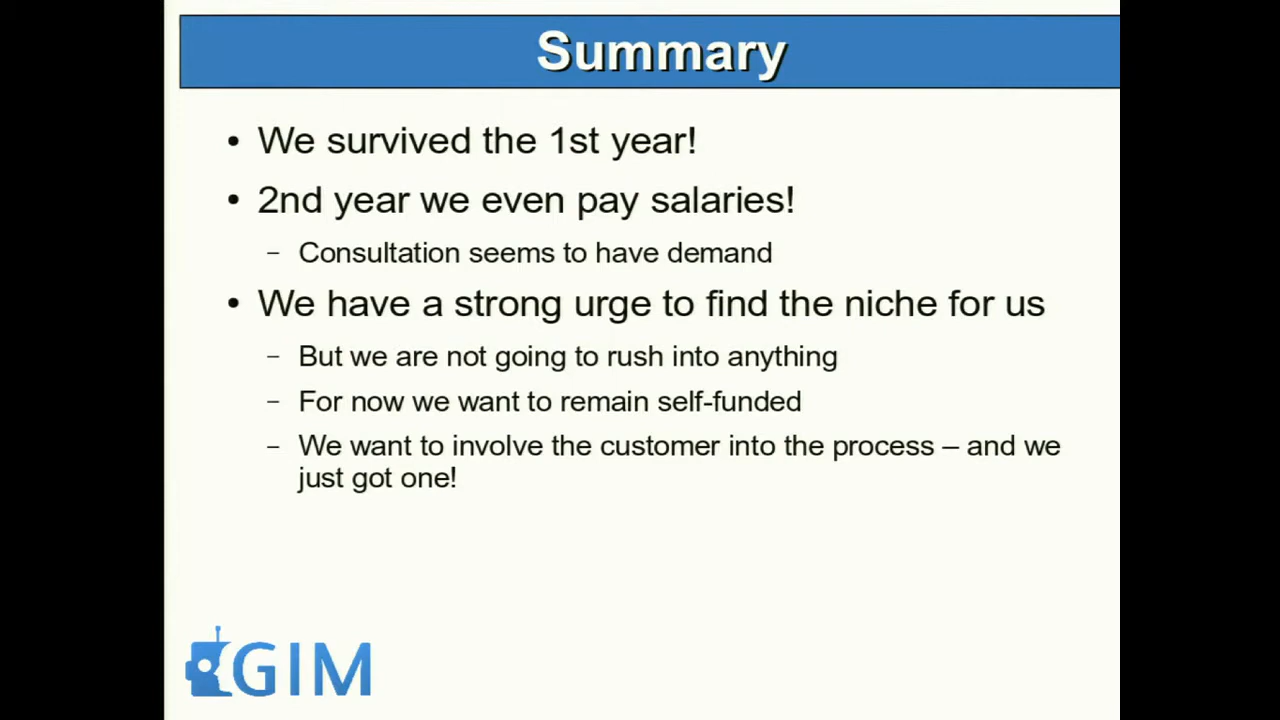 Summary
• We survived the 1st year!
• 2nd year we even pay salaries!
– Consultation seems to have demand
• We have a strong urge to find the niche for us
– But we are not going to rush into anything
– For now we want to remain self-funded
– We want to involve the customer into the process – and we
just got one!
GIM